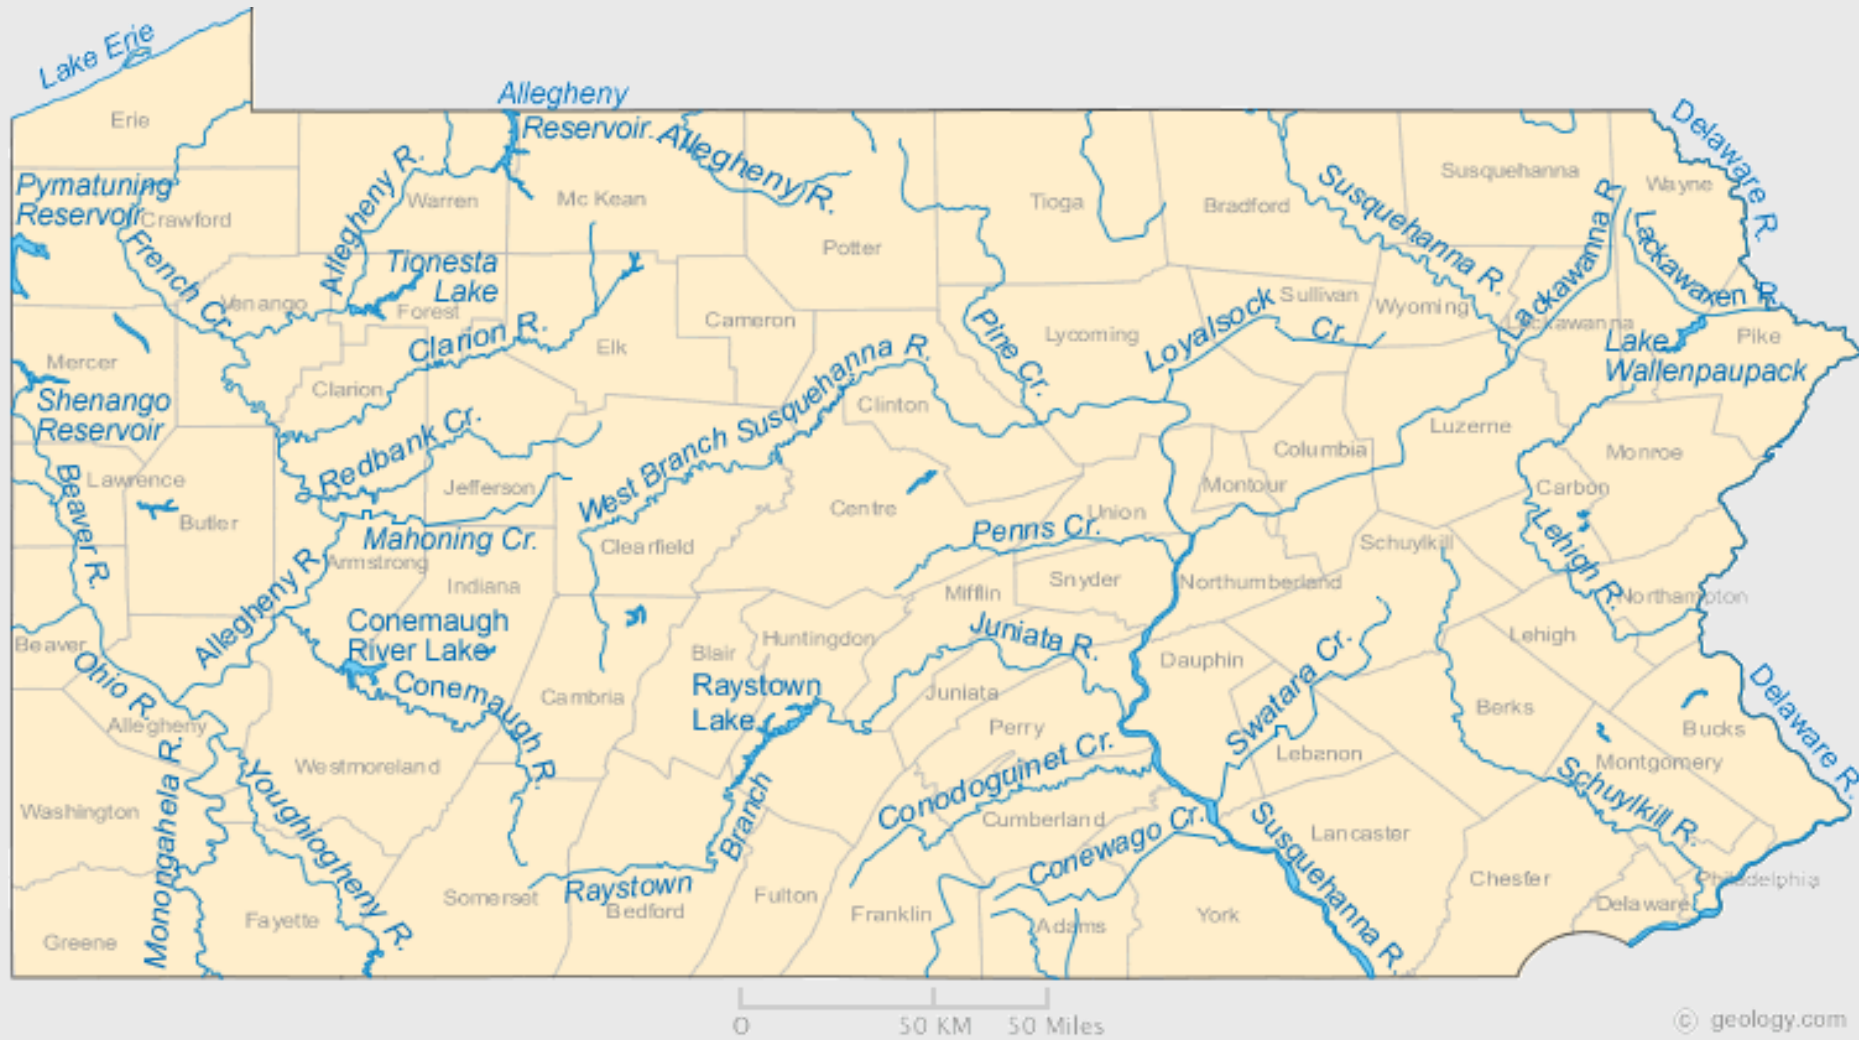 Lake Erie
Erie
Allegheny
Reservoir
Allegheny R.
Delaware R.
Pymatuning
Reservoir
Crawford
Allegheny R.
Warren
Mc Kean
Potter
Tioga
Bradford
Susquehanna R.
Susquehanna
Wayne
Lackawanna R
Lackawaxen R.
French Cr.
Venango
Tionesta
Lake
Forest
Clarion R.
Elk
Cameron
Pine Cr.
Lycoming
Loyalsock
Cr.
Sullivan
Wyoming
Lackawanna
Lake
Wallenpaupack
Pike
Mercer
Shenango
Reservoir
Clarion
Redbank Cr.
West Branch Susquehanna R.
Clinton
Columbia
Luzerne
Monroe
Lawrence
Beaver R.
Butler
Jefferson
Mahoning Cr.
Armstrong
Indiana
Clearfield
Centre
Penns Cr.
Union
Montour
Schuylkill
Carbon
Lehigh R.
Northampton
Allegheny R
Conemaugh
River Lake
Mifflin
Snyder
Northumberland
Beaver
Ohio R.
Allegheny
Conemaugh R.
Cambria
Blair
Huntingdon
Raystown
Lake
Juniata R.
Juniata
Perry
Dauphin
Swatara Cr.
Lebanon
Lehigh
Berks
Bucks
Delaware R.
Montgomery
Schuylkill R.
Westmoreland
Washington
Monongahela R.
Youghiogheny R.
Branch
Conodoguinet Cr.
Cumberland
Conewago Cr.
Susquehanna R.
Lancaster
Chester
Philadelphia
Delaware
Greene
Fayette
Somerset
Raystown
Bedford
Fulton
Franklin
Adams
York
0
50 KM
50 Miles
© geology.com